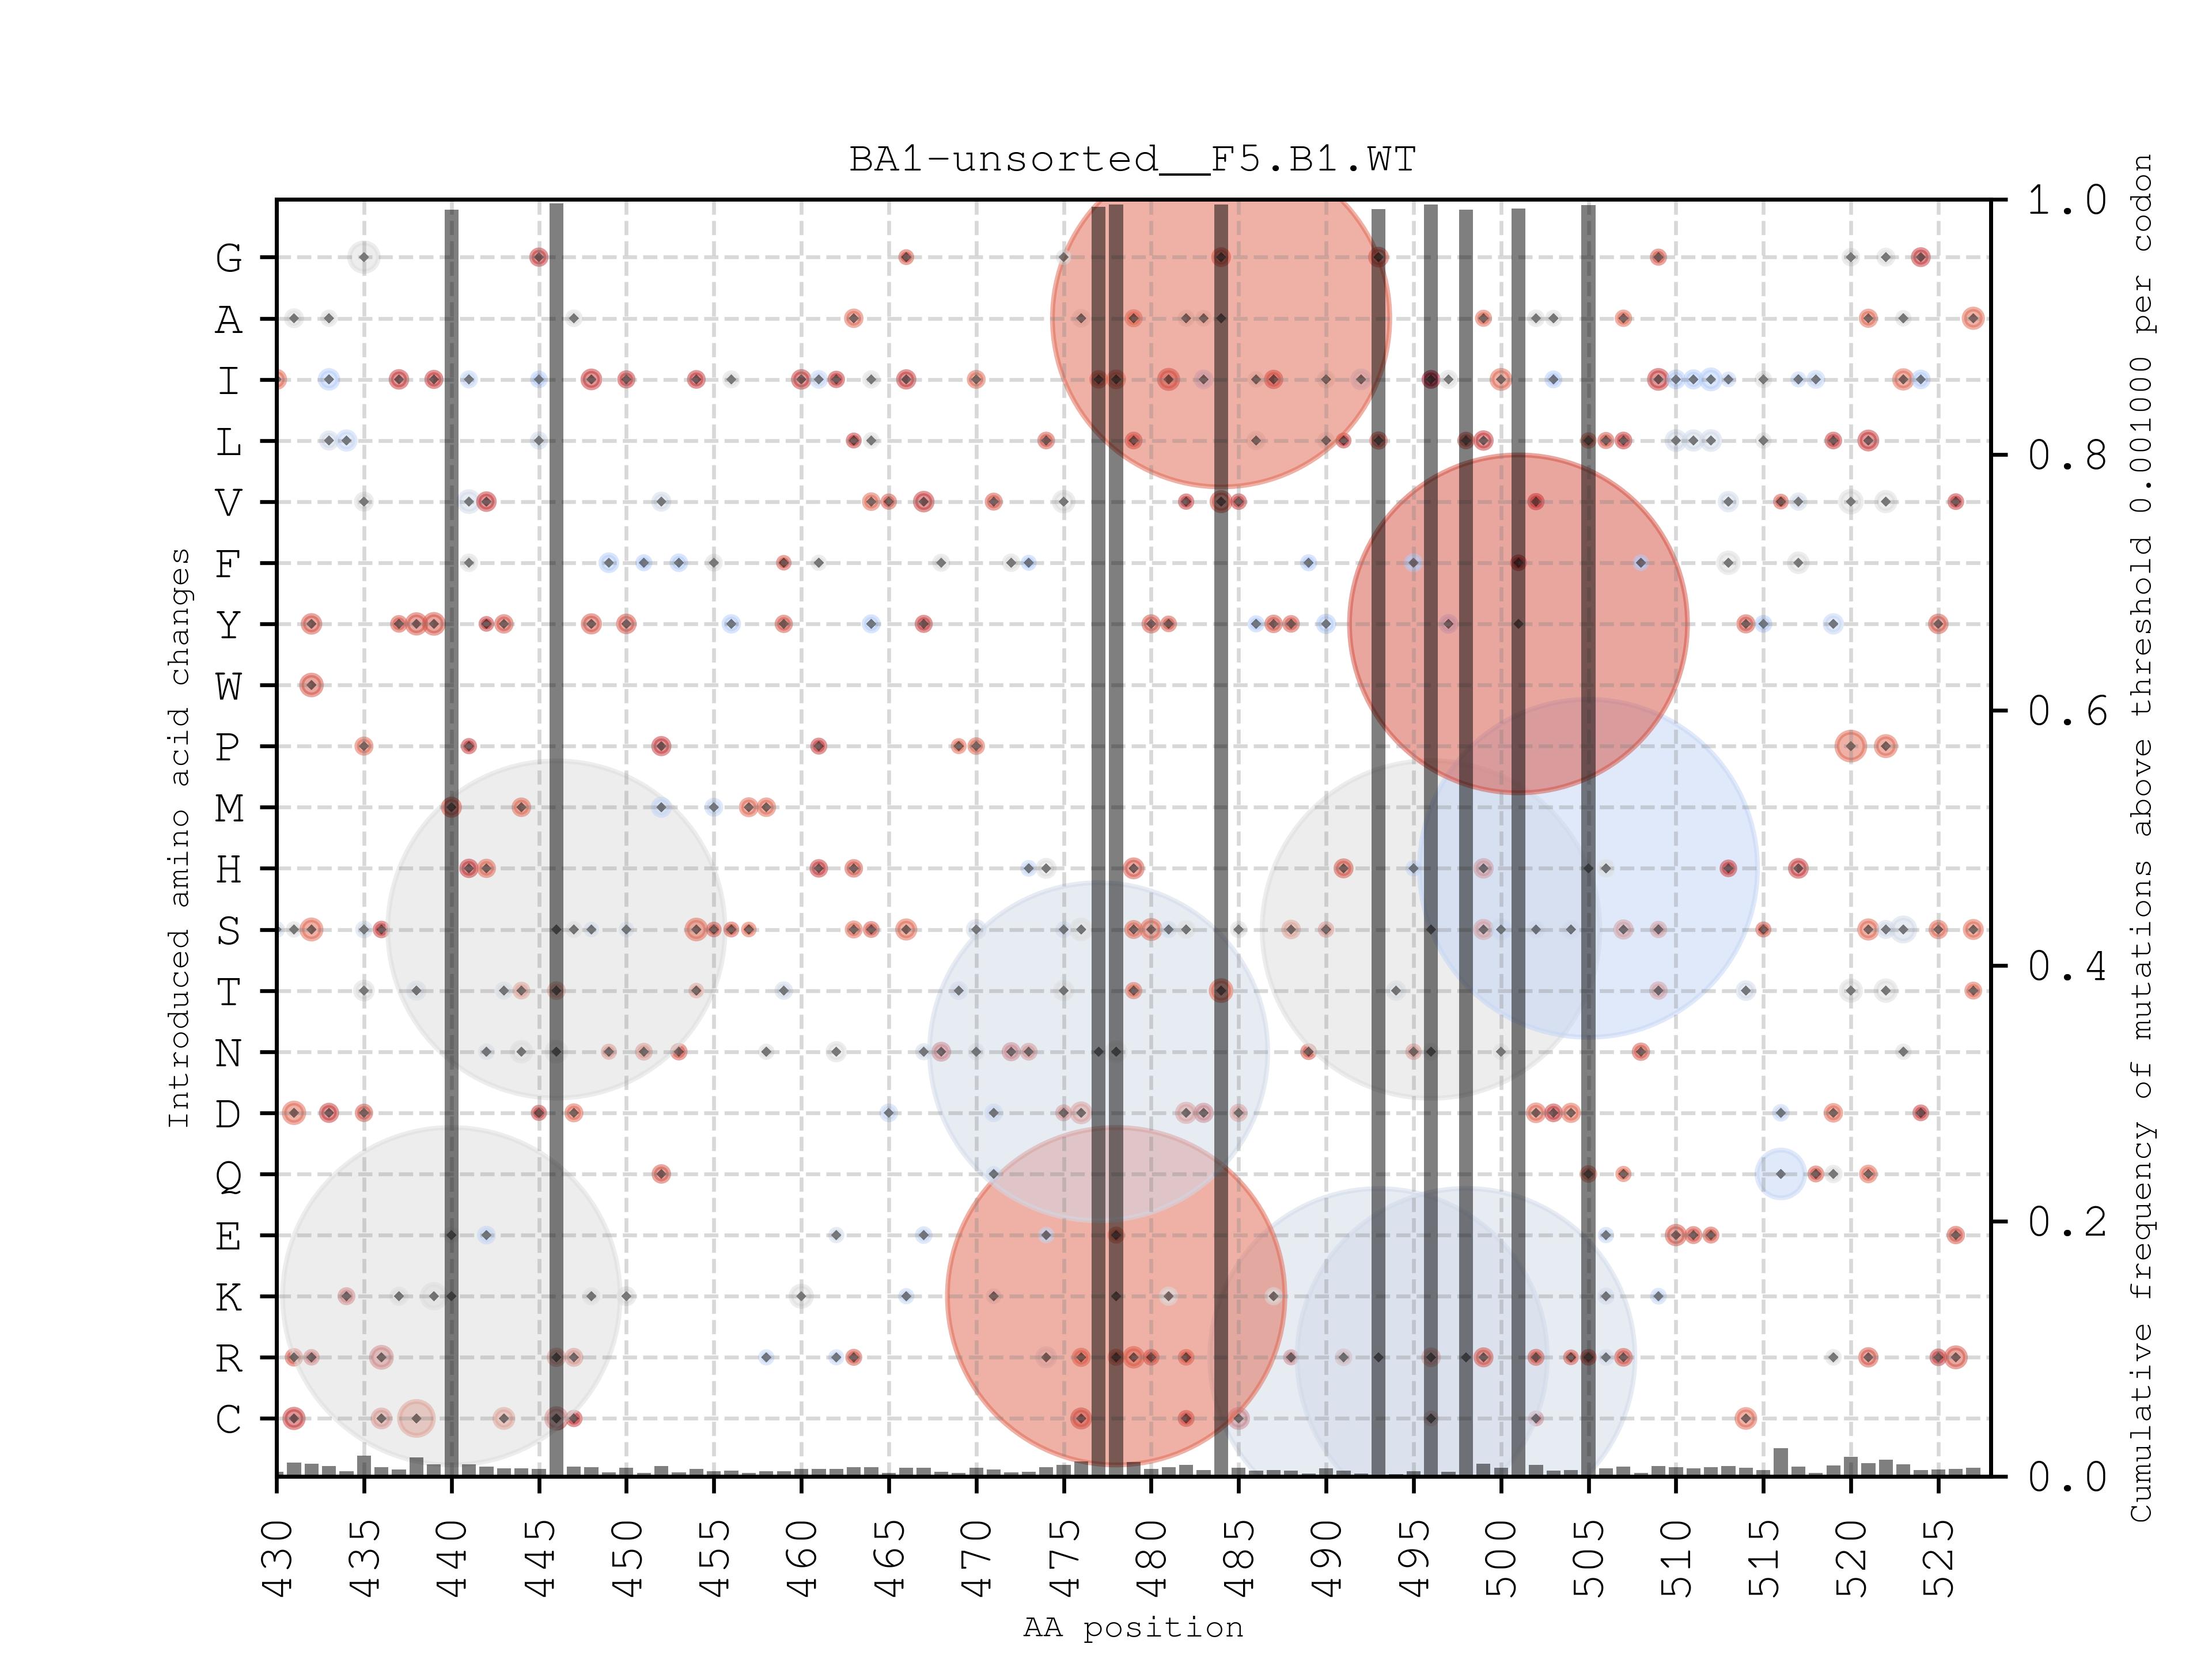 BA1-unsorted__F5.B1.WT
Introduced amino acid changes
G
A
I
L
V
F
Y
W
P
M
H
S
T
N
D
Q
E
K
R
C
1.0
0.8
0.6
0.4
0.2
0.0
Cumulative frequency of mutations above threshold 0.001000 per codon
430 435 440 445 450 455 460 465 470 475 480 485 490 495 500 505 510 515 520 525
AA position